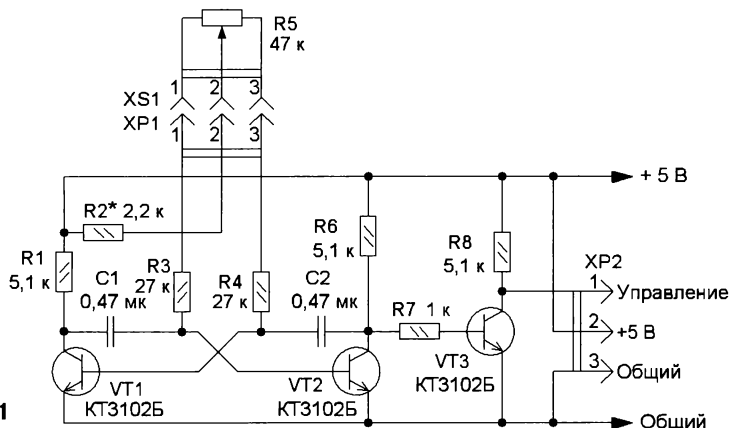 R5
47 к
1 2 3
XS1
XP1
1 2 3
+ 5 В
R2* 2,2 к
R1
5,1 к
R6
5,1 к
R8
5,1 к
C1
0,47 мк
R3
27 к
R4
27 к
C2
0,47 мк
R7 1 к
XP2
1 Управление
2 +5 В
3 Общий
VT1
КТ3102Б
VT2
КТ3102Б
VT3
КТ3102Б
1
Общий